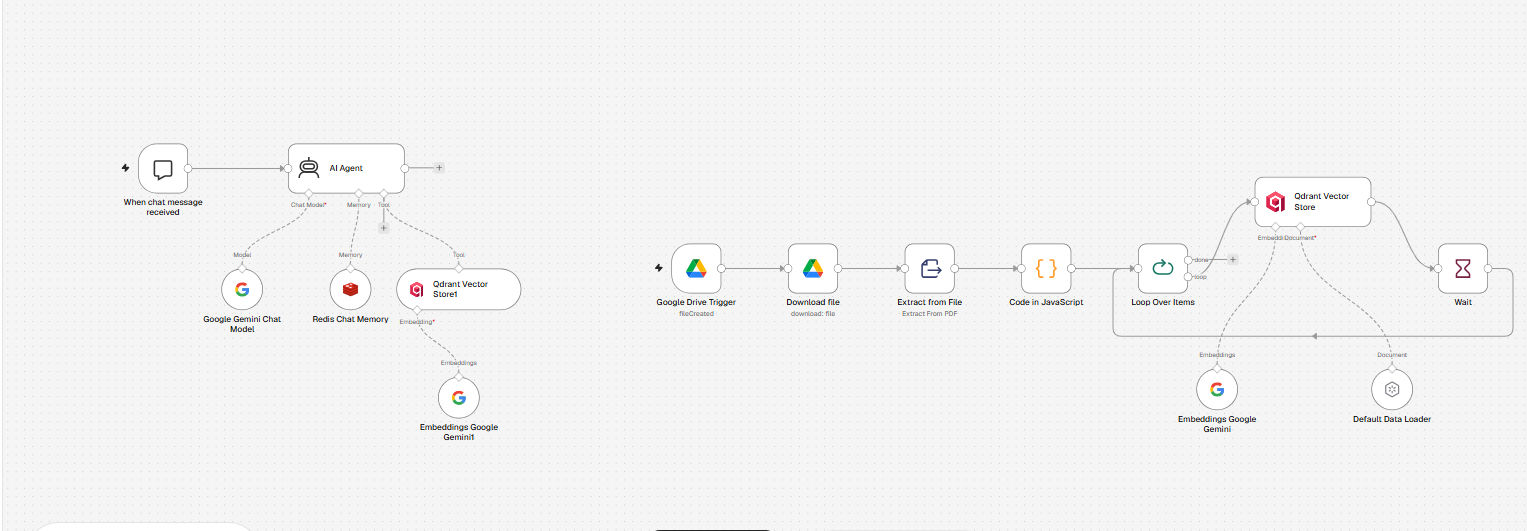 When chat message
received
AI Agent
Chat Model*
Memory
Tool
Model
Google Gemini Chat
Model
Memory
Redis Chat Memory
Tool
Qdrant Vector
Store1
Embedding*
Embeddings
Embeddings Google
Gemini1
Google Drive Trigger
fileCreated
Download file
download: file
Extract from File
Extract From PDF
Code in JavaScript
Loop Over Items
done
loop
Qdrant Vector
Store
Embeddi
Document*
Wait
Embeddings
Embeddings Google
Gemini
Document
Default Data Loader